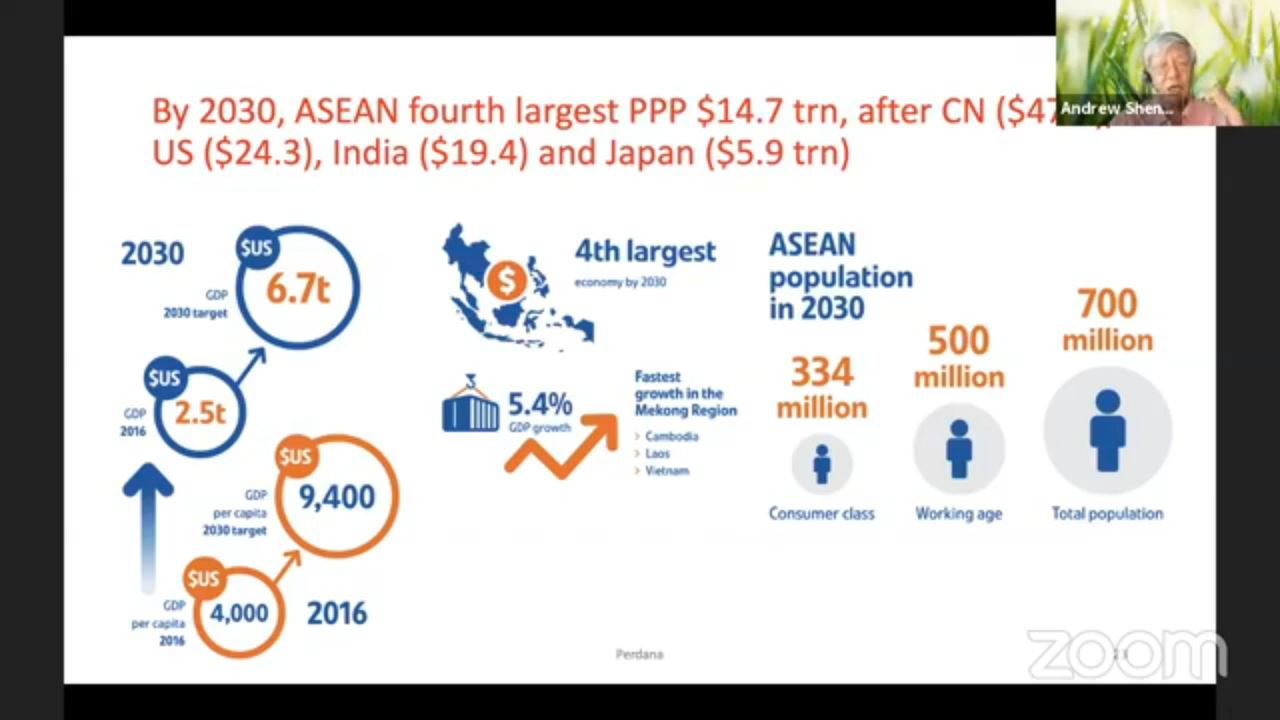 By 2030, ASEAN fourth largest PPP $14.7 trn, after CN ($47
US ($24.3), India ($19.4) and Japan ($5.9 trn)
Andrew Shen...
2030
$US
6.7t
GDP
2030 target
$US
2.5t
GDP
2016
$US
9,400
GDP
per capita
2030 target
$US
4,000
GDP
per capita
2016
2016
$
4th largest
economy by 2030
5.4%
GDP growth
Fastest
growth in the
Mekong Region
› Cambodia
› Laos
› Vietnam
ASEAN
population
in 2030
334
million
Consumer class
500
million
Working age
700
million
Total population
Perdana
zoom